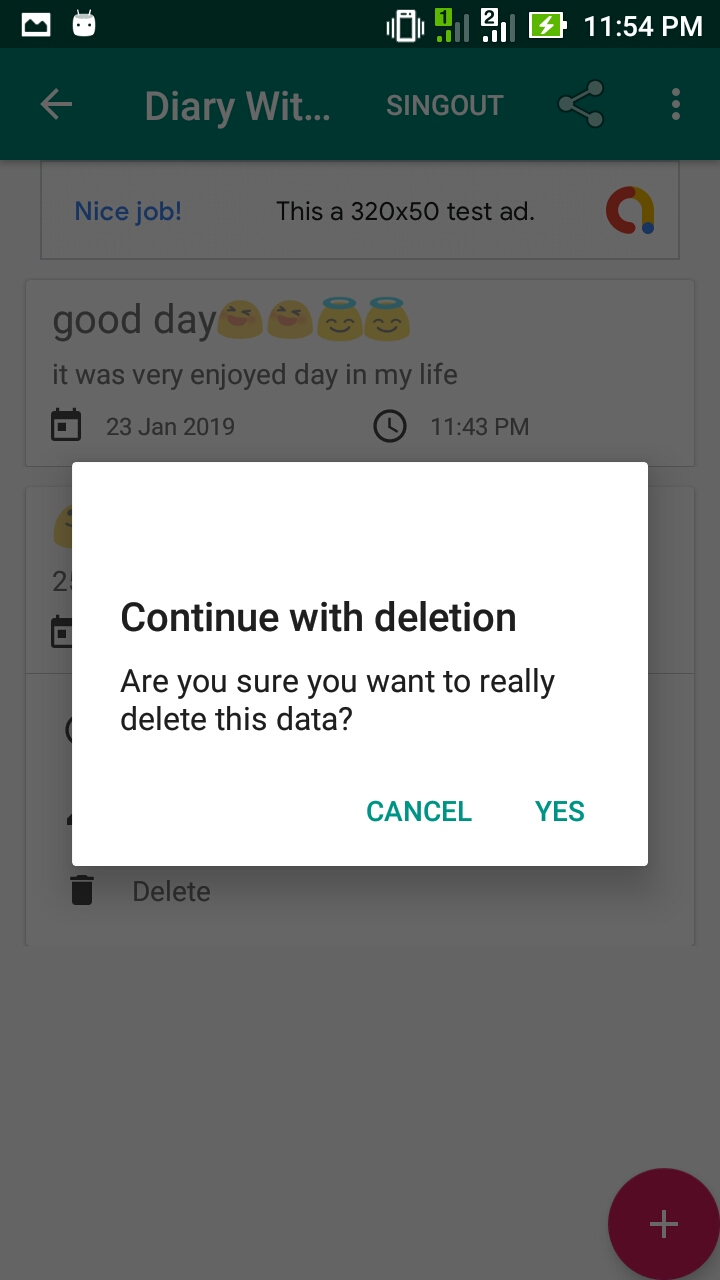 1 2 11:54 PM
Diary Wit... SINGOUT
Nice job! This a 320x50 test ad.
good day😆😆😇😇
it was very enjoyed day in my life
23 Jan 2019 11:43 PM
Continue with deletion
Are you sure you want to really
delete this data?
CANCEL YES
Delete